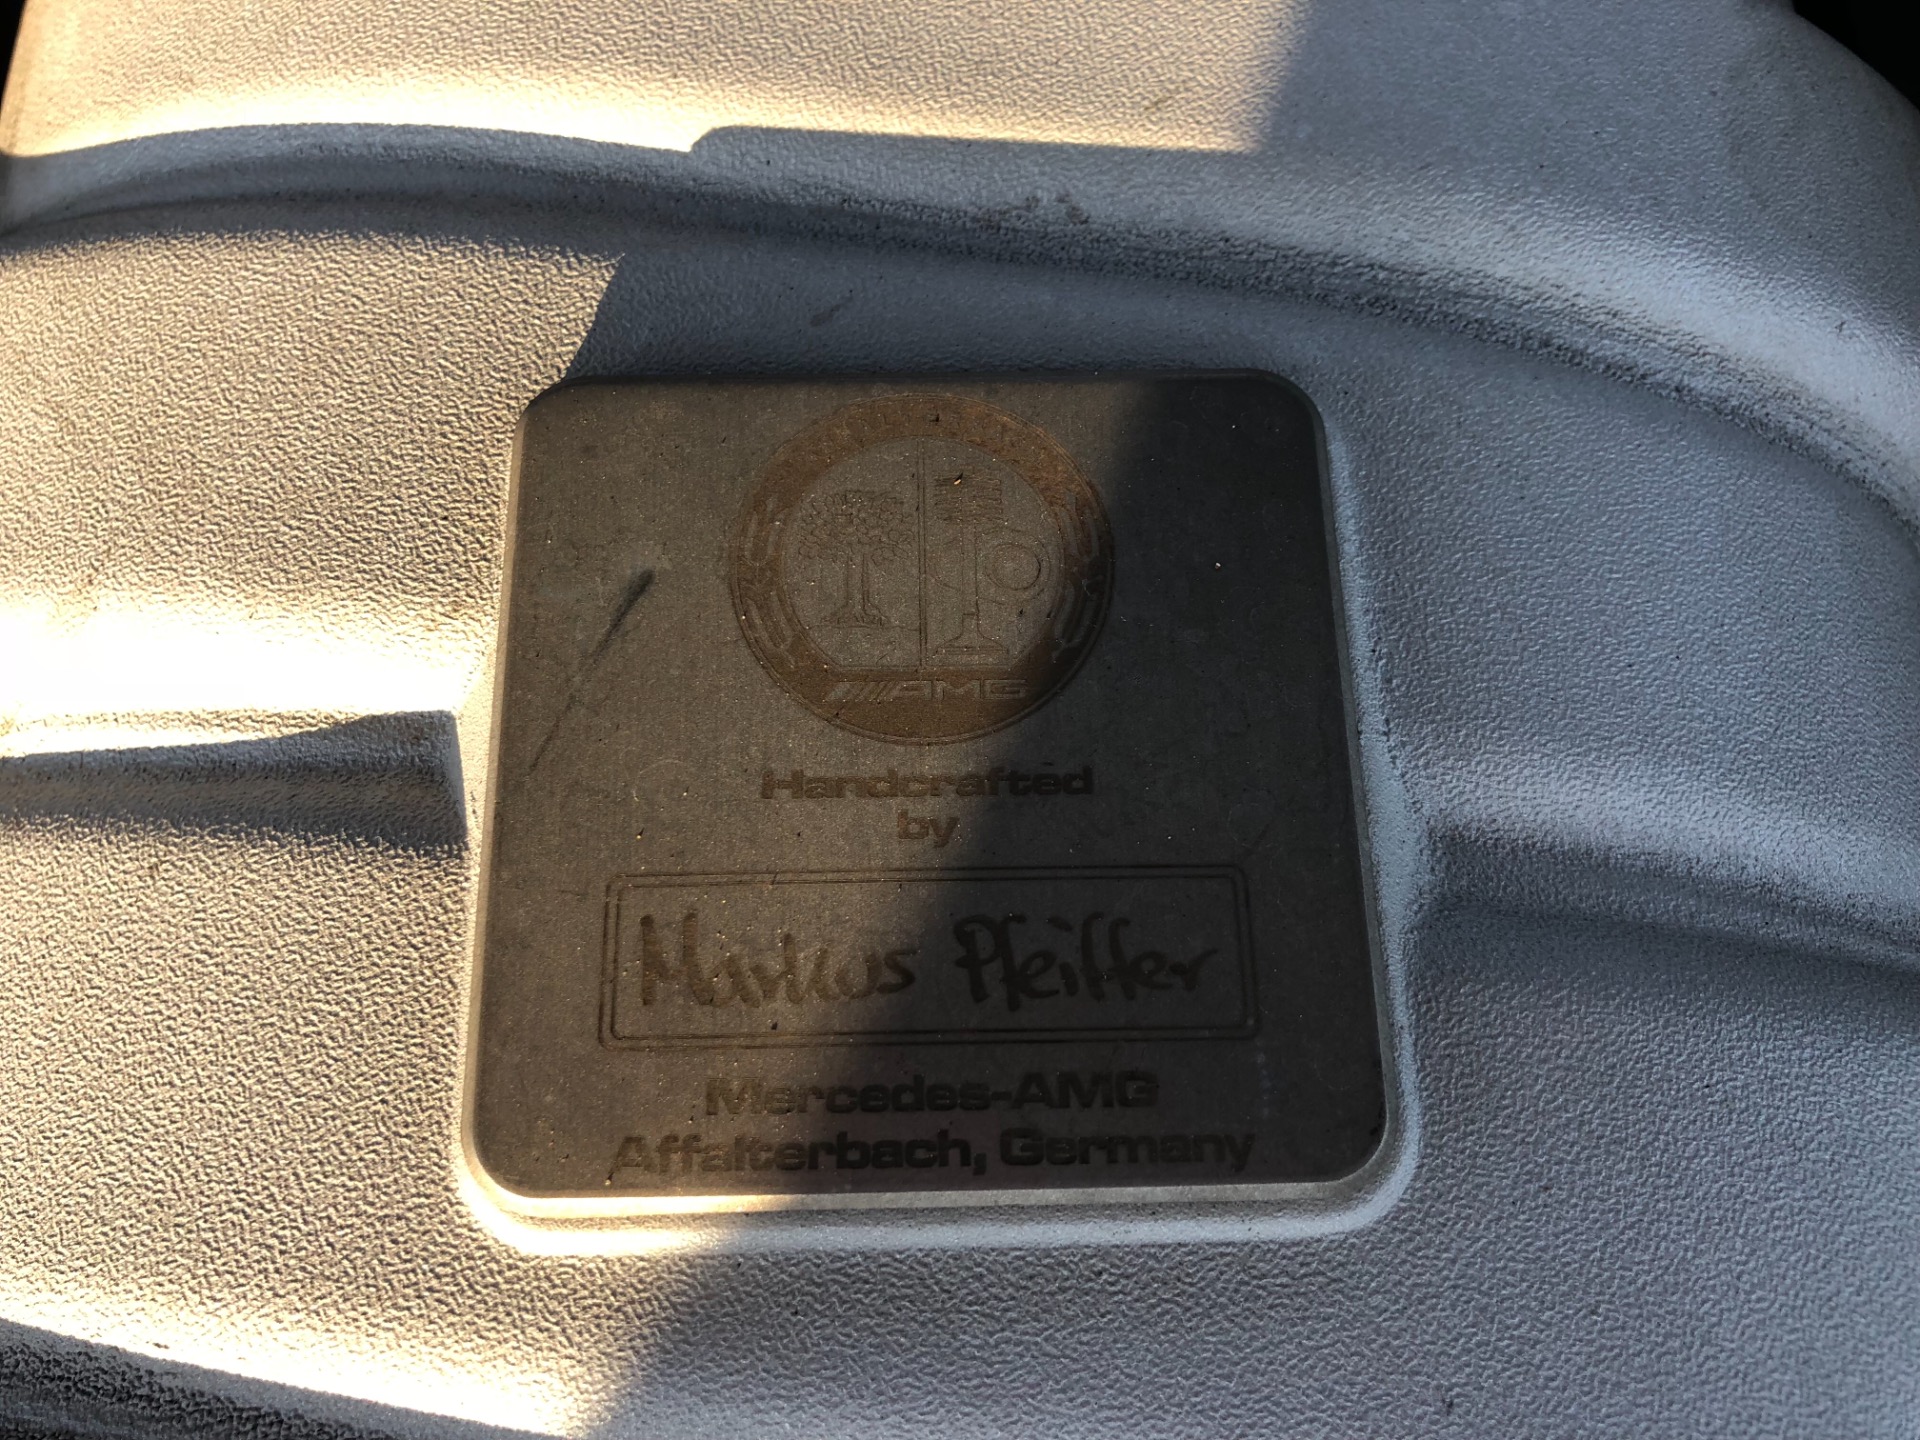 AMG
Handcrafted
by
Markus Pfeiffer
Mercedes-AMG
Affalterbach, Germany